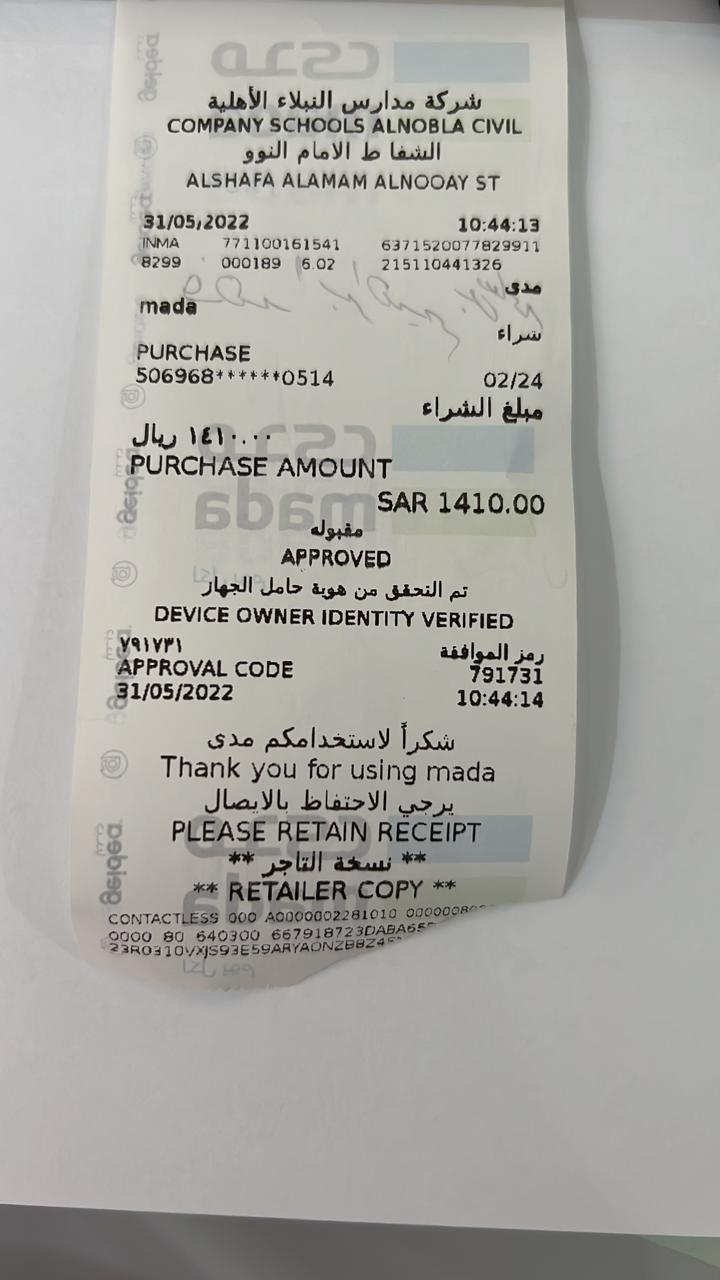 شركة مدارس النبلاء الأهلية
COMPANY SCHOOLS ALNOBLA CIVIL
الشفا ط الامام النوو
ALSHAFA ALAMAM ALNOOAY ST
31/05/2022 10:44:13
INMA 771100161541 6371520077829911
8299 000189 6.02 215110441326
مدى
mada
شراء
PURCHASE
506968******0514 02/24
مبلغ الشراء
١٤١٠.٠٠ ريال
PURCHASE AMOUNT
SAR 1410.00
مقبوله
APPROVED
تم التحقق من هوية حامل الجهاز
DEVICE OWNER IDENTITY VERIFIED
٧٩١٧٣١ رمز الموافقة
APPROVAL CODE 791731
31/05/2022 10:44:14
شكراً لاستخدامكم مدى
Thank you for using mada
يرجي الاحتفاظ بالايصال
PLEASE RETAIN RECEIPT
** نسخة التاجر **
** RETAILER COPY **
CONTACTLESS 000 A0000002281010
0000 80 640300
geidea
mada